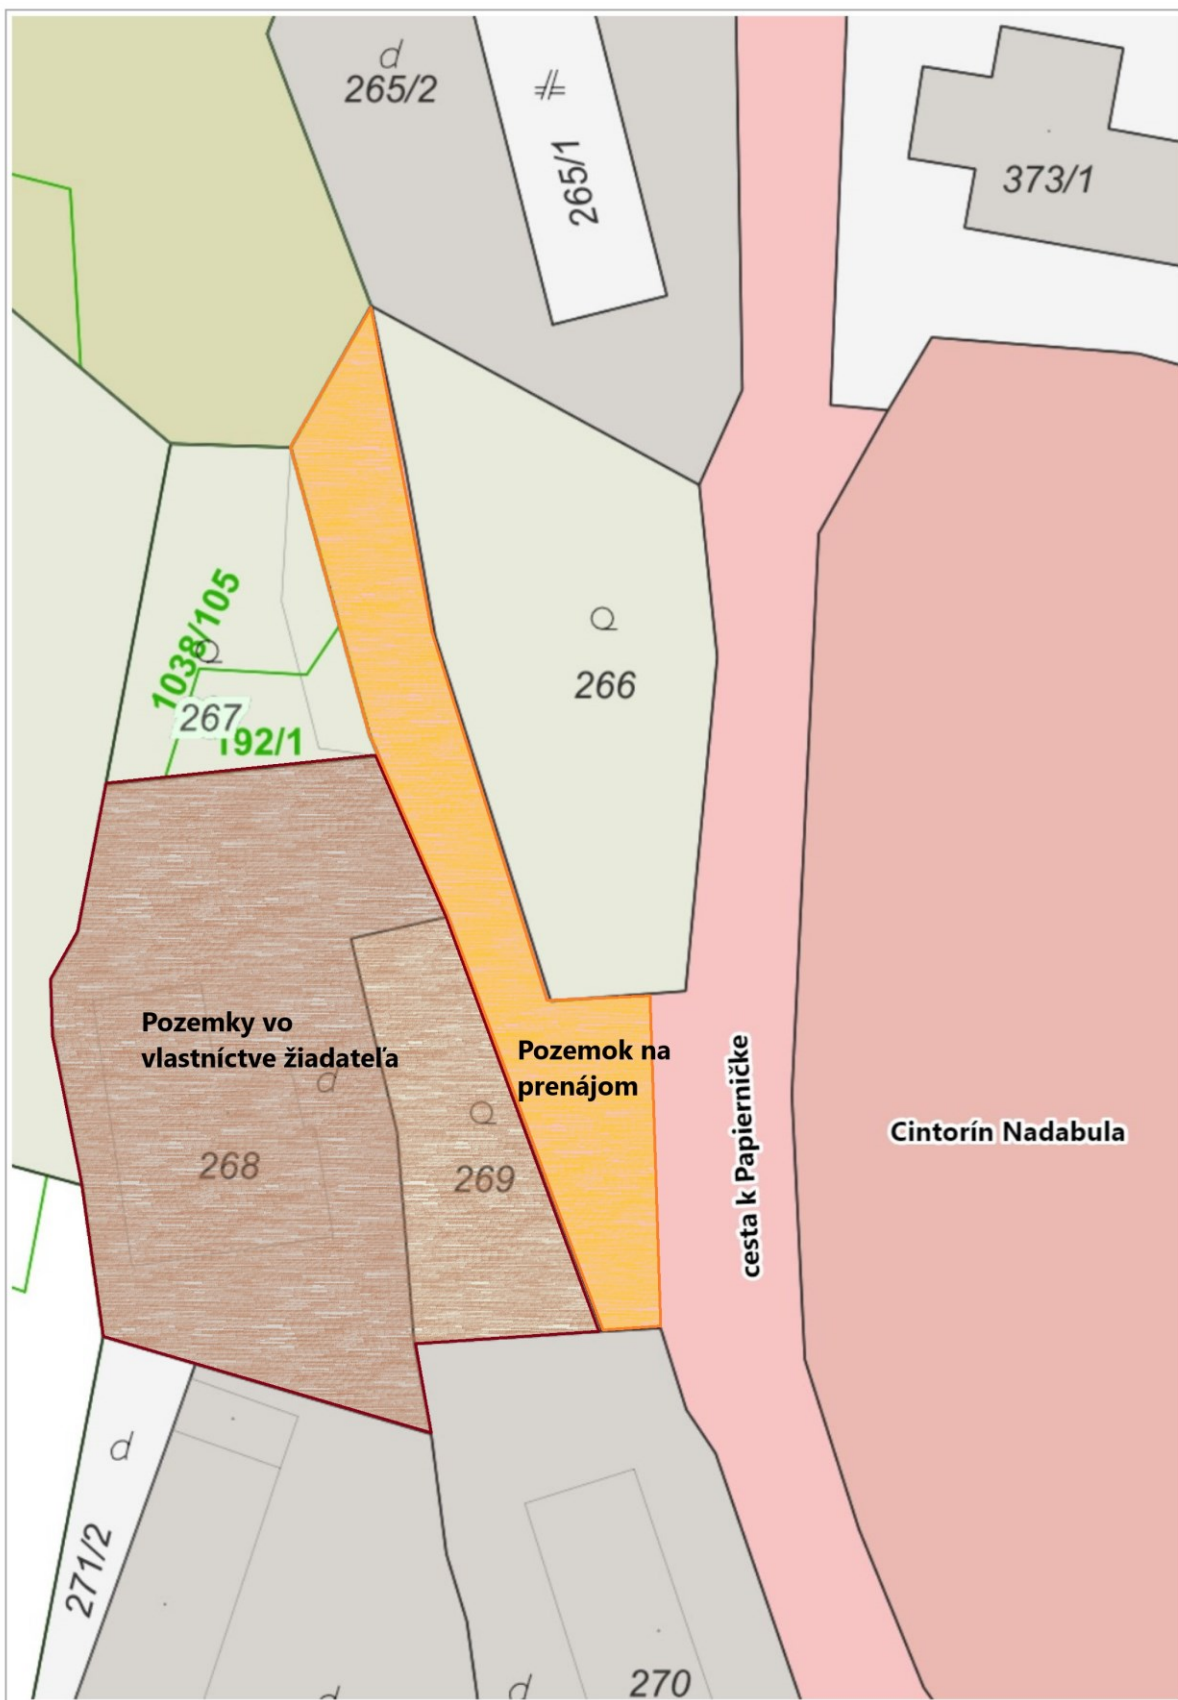 265/2
265/1
373/1
266
1038/105
267
192/1
Pozemky vo
vlastníctve žiadateľa
Pozemok na
prenájom
268
269
cesta k Papierničke
Cintorín Nadabula
271/2
270